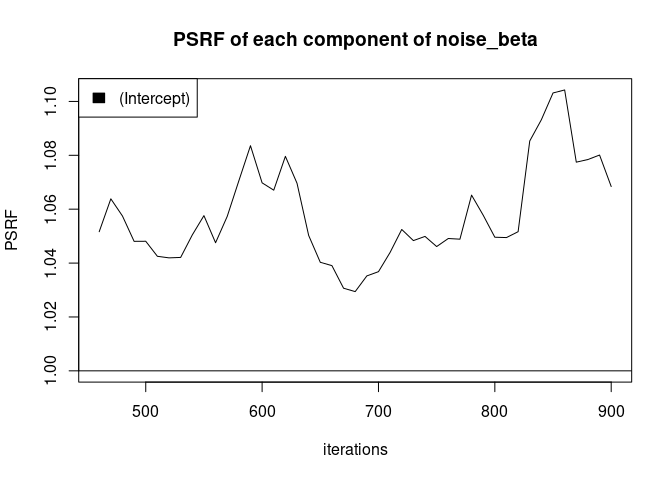 PSRF of each component of noise_beta
(Intercept)
PSRF
1.10
1.08
1.06
1.04
1.02
1.00
500 600 700 800 900
iterations